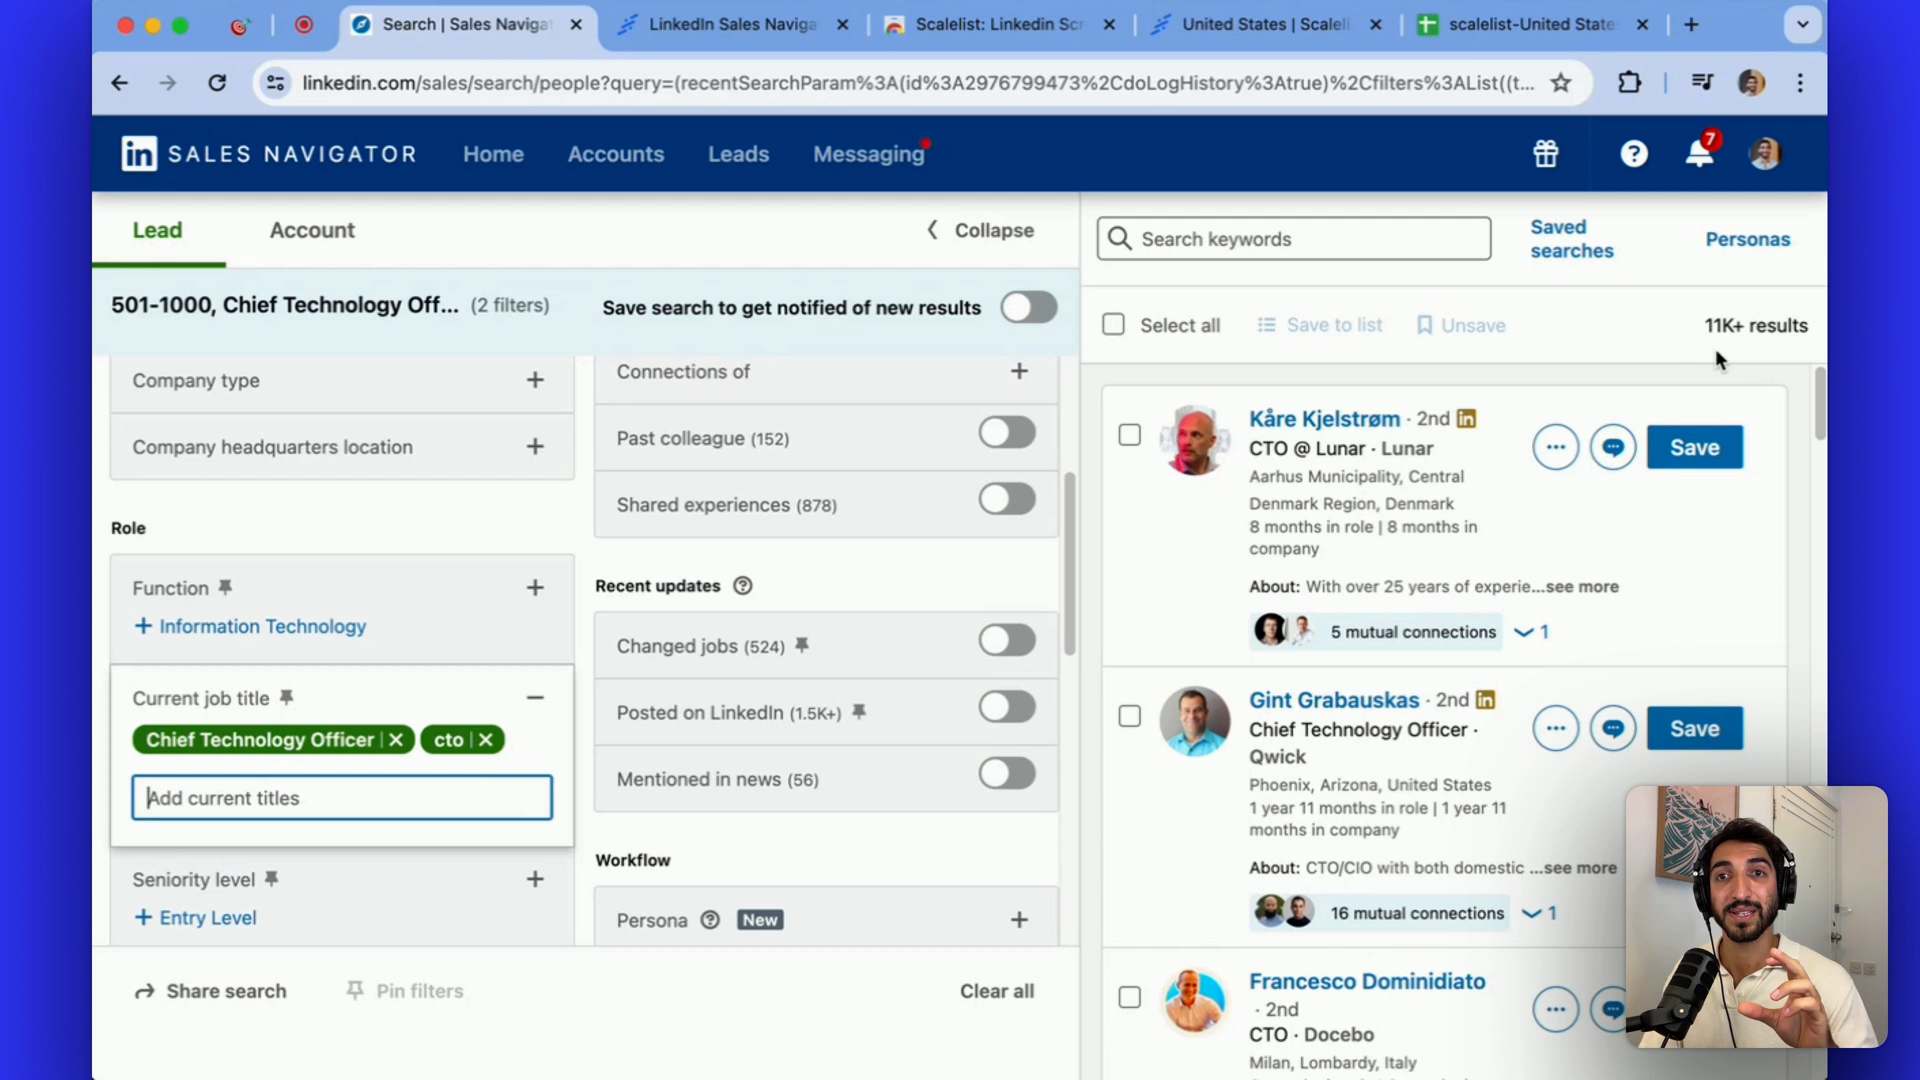 Search | Sales Naviga
LinkedIn Sales Naviga
Scalelist: Linkedin Scr
United States | Scaleli
scalelist-United State
linkedin.com/sales/search/people?query=(recentSearchParam%3A(id%3A2976799473%2CdoLogHistory%3Atrue)%2Cfilters%3AList((t...
in SALES NAVIGATOR
Home
Accounts
Leads
Messaging
7
Lead
Account
Collapse
501-1000, Chief Technology Off... (2 filters)
Save search to get notified of new results
Company type
Company headquarters location
Role
Function
+ Information Technology
Current job title
Chief Technology Officer
cto
Add current titles
Seniority level
+ Entry Level
Connections of
Past colleague (152)
Shared experiences (878)
Recent updates
Changed jobs (524)
Posted on LinkedIn (1.5K+)
Mentioned in news (56)
Workflow
Persona
New
Share search
Pin filters
Clear all
Search keywords
Saved
searches
Personas
Select all
Save to list
Unsave
11K+ results
Kåre Kjelstrøm · 2nd in
CTO @ Lunar · Lunar
Aarhus Municipality, Central
Denmark Region, Denmark
8 months in role | 8 months in
company
About: With over 25 years of experie...see more
5 mutual connections
1
Save
Gint Grabauskas · 2nd in
Chief Technology Officer ·
Qwick
Phoenix, Arizona, United States
1 year 11 months in role | 1 year 11
months in company
About: CTO/CIO with both domestic ...see more
16 mutual connections
1
Save
Francesco Dominidiato
· 2nd
CTO · Docebo
Milan, Lombardy, Italy